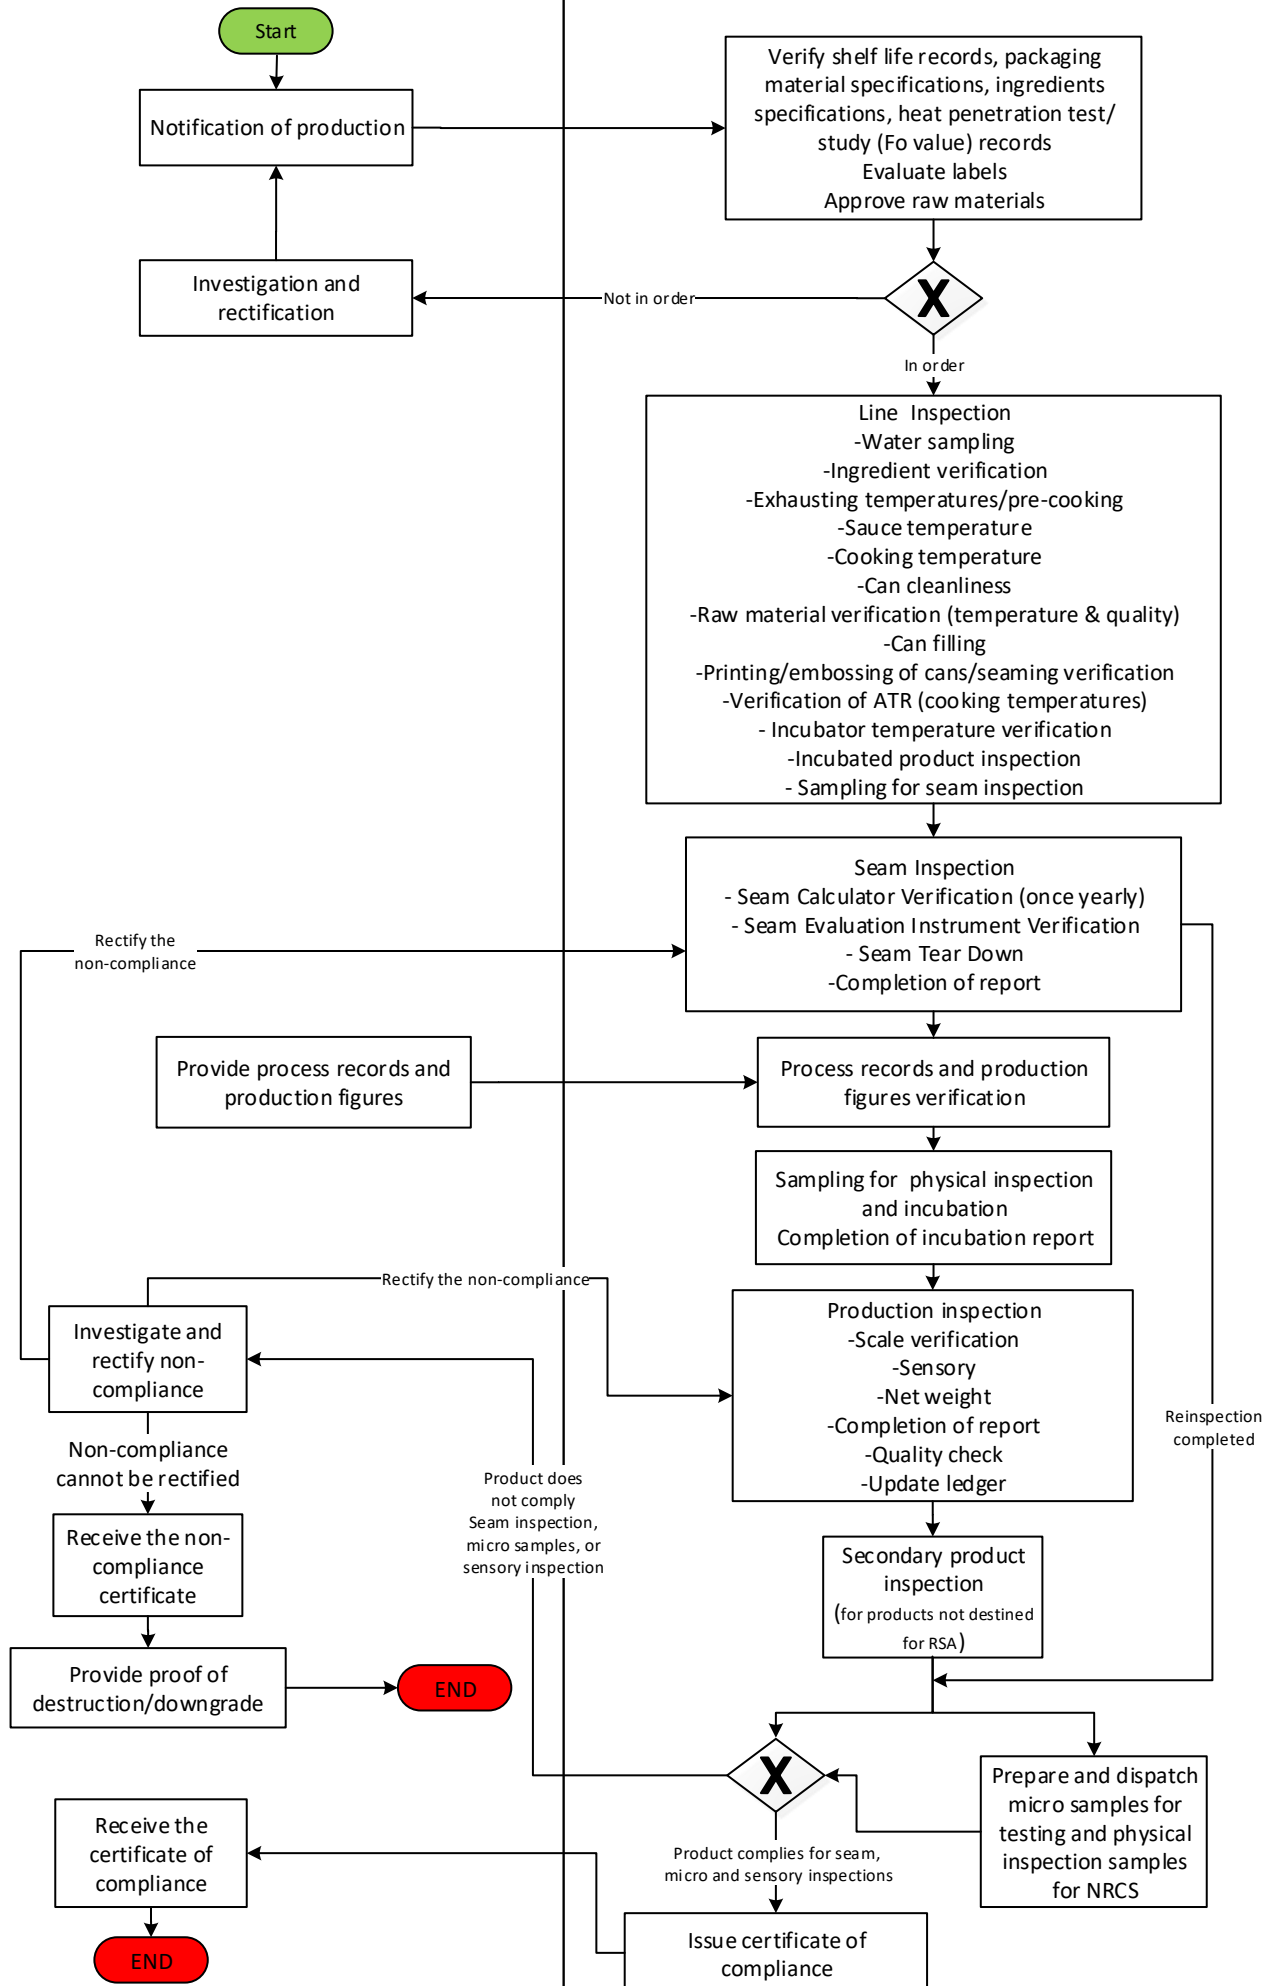 Start
Notification of production
Verify shelf life records, packaging
material specifications, ingredients
specifications, heat penetration test/
study (Fo value) records
Evaluate labels
Approve raw materials
Investigation and
rectification
Not in order
X
In order
Line Inspection
-Water sampling
-Ingredient verification
-Exhausting temperatures/pre-cooking
-Sauce temperature
-Cooking temperature
-Can cleanliness
-Raw material verification (temperature & quality)
-Can filling
-Printing/embossing of cans/seaming verification
-Verification of ATR (cooking temperatures)
- Incubator temperature verification
-Incubated product inspection
- Sampling for seam inspection
Seam Inspection
- Seam Calculator Verification (once yearly)
- Seam Evaluation Instrument Verification
- Seam Tear Down
-Completion of report
Rectify the
non-compliance
Provide process records and
production figures
Process records and production
figures verification
Sampling for physical inspection
and incubation
Completion of incubation report
Rectify the non-compliance
Investigate and
rectify non-
compliance
Production inspection
-Scale verification
-Sensory
-Net weight
-Completion of report
-Quality check
-Update ledger
Reinspection
completed
Non-compliance
cannot be rectified
Product does
not comply
Seam inspection,
micro samples, or
sensory inspection
Receive the non-
compliance
certificate
Secondary product
inspection
(for products not destined
for RSA)
Provide proof of
destruction/downgrade
END
X
Prepare and dispatch
micro samples for
testing and physical
inspection samples
for NRCS
Receive the
certificate of
compliance
Product complies for seam,
micro and sensory inspections
END
Issue certificate of
compliance